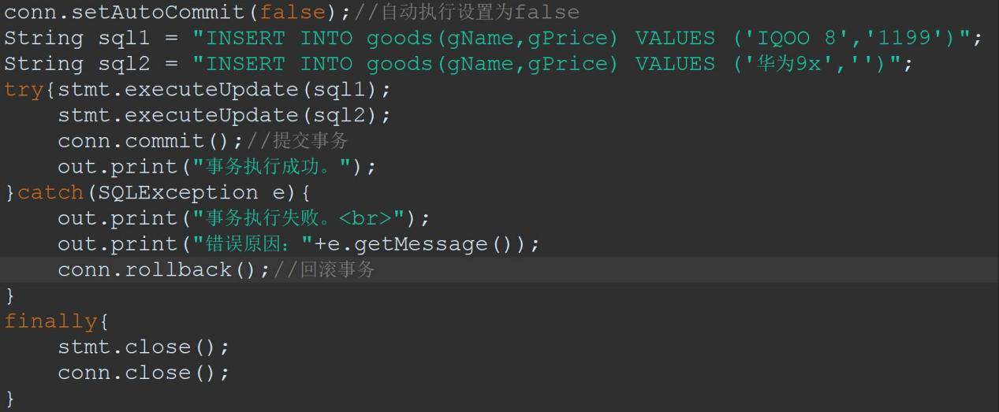 conn.setAutoCommit(false);//自动执行设置为false
String sql1 = "INSERT INTO goods(gName,gPrice) VALUES ('IQOO 8','1199')";
String sql2 = "INSERT INTO goods(gName,gPrice) VALUES ('华为9x','')";
try{stmt.executeUpdate(sql1);
    stmt.executeUpdate(sql2);
    conn.commit();//提交事务
    out.print("事务执行成功。");
}catch(SQLException e){
    out.print("事务执行失败。<br>");
    out.print("错误原因："+e.getMessage());
    conn.rollback();//回滚事务
}
finally{
    stmt.close();
    conn.close();
}